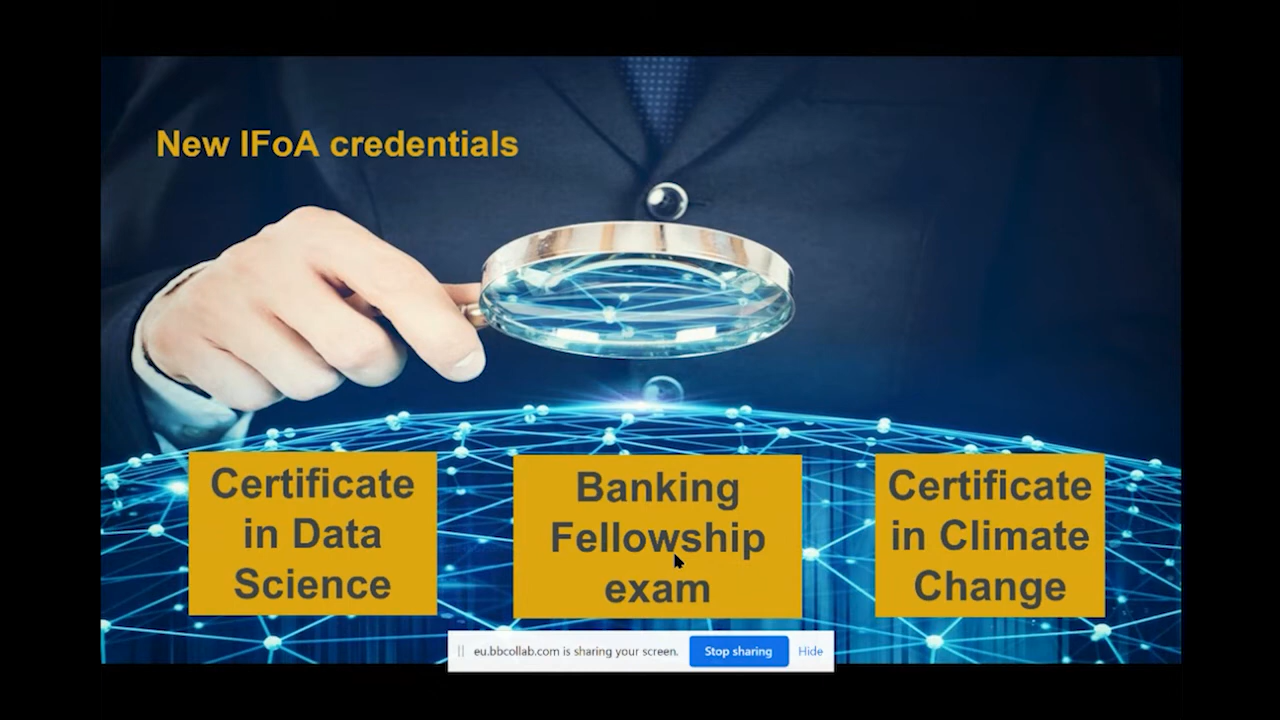 New IFoA credentials
Certificate
in Data
Science
Banking
Fellowship
exam
Certificate
in Climate
Change
eu.bbcollab.com is sharing your screen.
Stop sharing
Hide